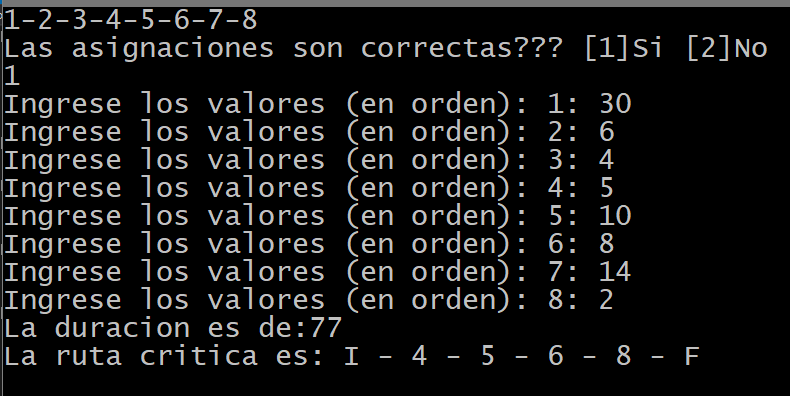 1-2-3-4-5-6-7-8
Las asignaciones son correctas??? [1]Si [2]No
1
Ingrese los valores (en orden): 1: 30
Ingrese los valores (en orden): 2: 6
Ingrese los valores (en orden): 3: 4
Ingrese los valores (en orden): 4: 5
Ingrese los valores (en orden): 5: 10
Ingrese los valores (en orden): 6: 8
Ingrese los valores (en orden): 7: 14
Ingrese los valores (en orden): 8: 2
La duracion es de:77
La ruta critica es: I - 4 - 5 - 6 - 8 - F